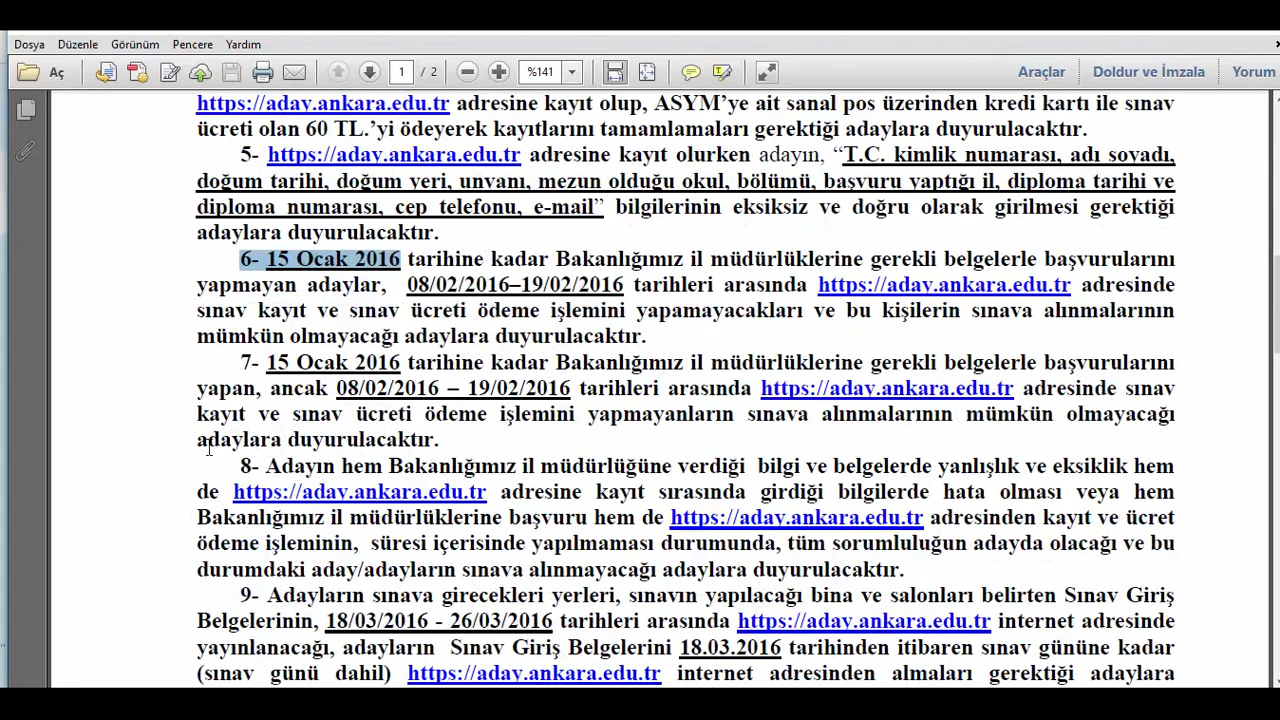 Dosya Düzenle Görünüm Pencere Yardım
Aç 1 / 2 %141 Araçlar Doldur ve İmzala Yorum
https://aday.ankara.edu.tr adresine kayıt olup, ASYM’ye ait sanal pos üzerinden kredi kartı ile sınav
ücreti olan 60 TL.’yi ödeyerek kayıtlarını tamamlamaları gerektiği adaylara duyurulacaktır.
5- https://aday.ankara.edu.tr adresine kayıt olurken adayın, “T.C. kimlik numarası, adı soyadı,
doğum tarihi, doğum yeri, unvanı, mezun olduğu okul, bölümü, başvuru yaptığı il, diploma tarihi ve
diploma numarası, cep telefonu, e-mail” bilgilerinin eksiksiz ve doğru olarak girilmesi gerektiği
adaylara duyurulacaktır.
6- 15 Ocak 2016 tarihine kadar Bakanlığımız il müdürlüklerine gerekli belgelerle başvurularını
yapmayan adaylar, 08/02/2016–19/02/2016 tarihleri arasında https://aday.ankara.edu.tr adresinde
sınav kayıt ve sınav ücreti ödeme işlemini yapamayacakları ve bu kişilerin sınava alınmalarının
mümkün olmayacağı adaylara duyurulacaktır.
7- 15 Ocak 2016 tarihine kadar Bakanlığımız il müdürlüklerine gerekli belgelerle başvurularını
yapan, ancak 08/02/2016 – 19/02/2016 tarihleri arasında https://aday.ankara.edu.tr adresinde sınav
kayıt ve sınav ücreti ödeme işlemini yapmayanların sınava alınmalarının mümkün olmayacağı
adaylara duyurulacaktır.
8- Adayın hem Bakanlığımız il müdürlüğüne verdiği bilgi ve belgelerde yanlışlık ve eksiklik hem
de https://aday.ankara.edu.tr adresine kayıt sırasında girdiği bilgilerde hata olması veya hem
Bakanlığımız il müdürlüklerine başvuru hem de https://aday.ankara.edu.tr adresinden kayıt ve ücret
ödeme işleminin, süresi içerisinde yapılmaması durumunda, tüm sorumluluğun adayda olacağı ve bu
durumdaki aday/adayların sınava alınmayacağı adaylara duyurulacaktır.
9- Adayların sınava girecekleri yerleri, sınavın yapılacağı bina ve salonları belirten Sınav Giriş
Belgelerinin, 18/03/2016 - 26/03/2016 tarihleri arasında https://aday.ankara.edu.tr internet adresinde
yayınlanacağı, adayların Sınav Giriş Belgelerini 18.03.2016 tarihinden itibaren sınav gününe kadar
(sınav günü dahil) https://aday.ankara.edu.tr internet adresinden almaları gerektiği adaylara